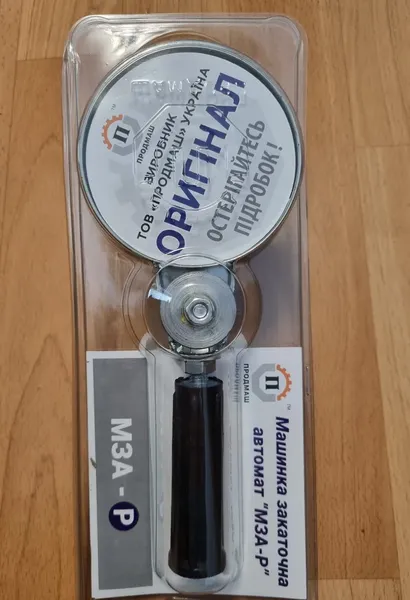 П
ПРОДМАШ
ВИРОБНИК
ТОВ «ПРОДМАШ» УКРАЇНА
ОРИГІНАЛ
ОСТЕРІГАЙТЕСЬ
ПІДРОБОК!
П
ПРОДМАШ
Машинка закаточна
автомат "МЗА-Р"
МЗА-Р